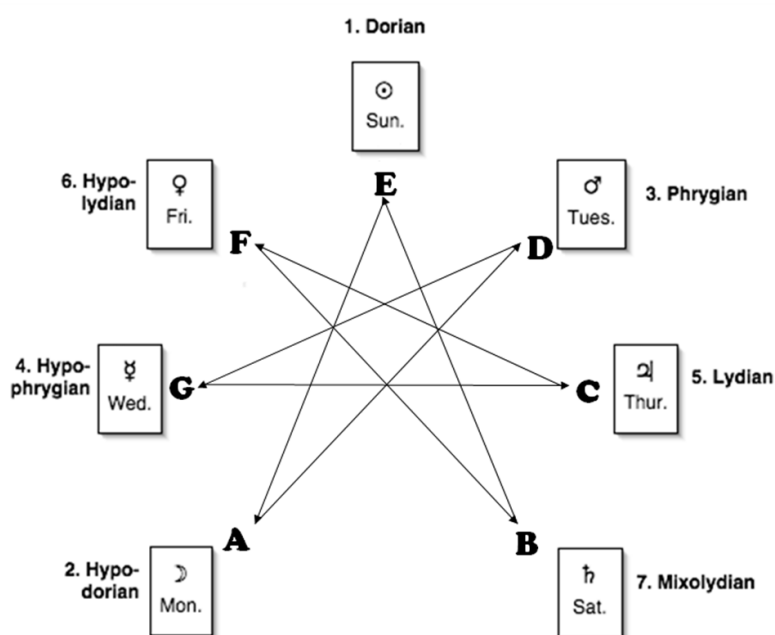 1. Dorian
☉
Sun.
E
6. Hypo-
lydian
♀
Fri.
F
♂
Tues.
3. Phrygian
D
4. Hypo-
phrygian
☿
Wed.
G
C
♃
Thur.
5. Lydian
A
B
2. Hypo-
dorian
☽
Mon.
♄
Sat.
7. Mixolydian